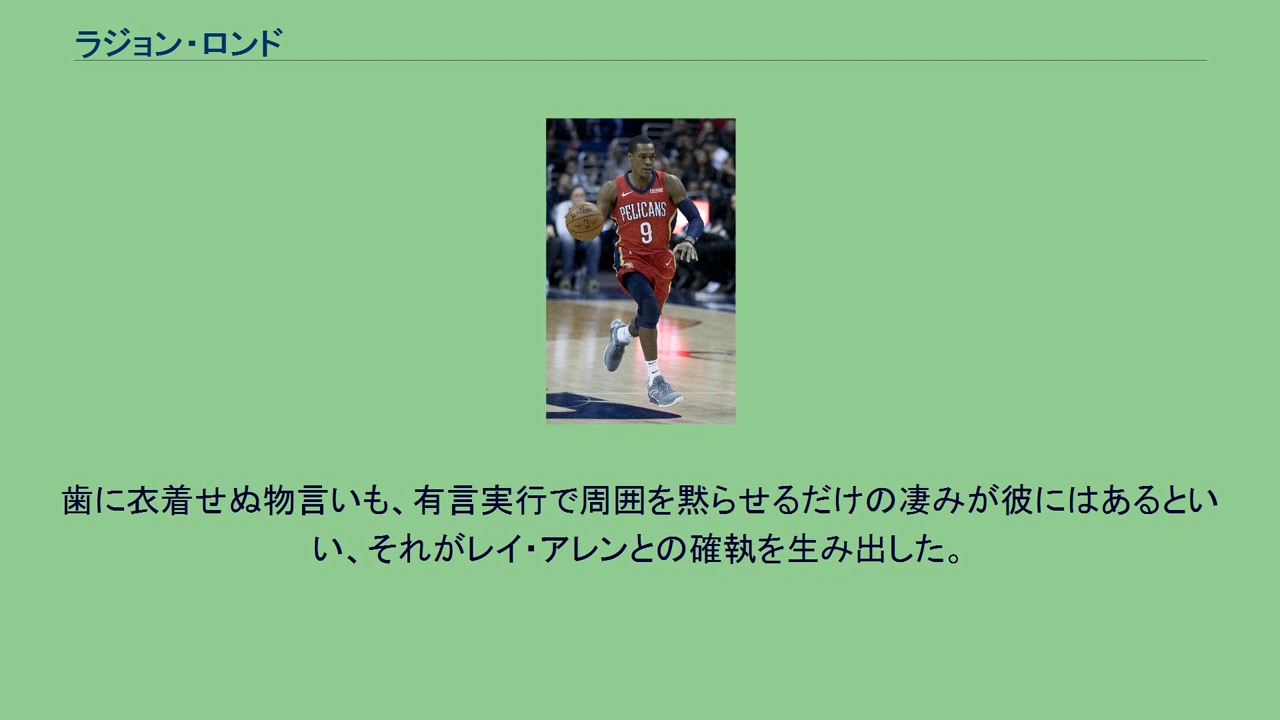 ラジョン・ロンド
PELICANS
9
歯に衣着せぬ物言いも、有言実行で周囲を黙らせるだけの凄みが彼にはあるとい
い、それがレイ・アレンとの確執を生み出した。